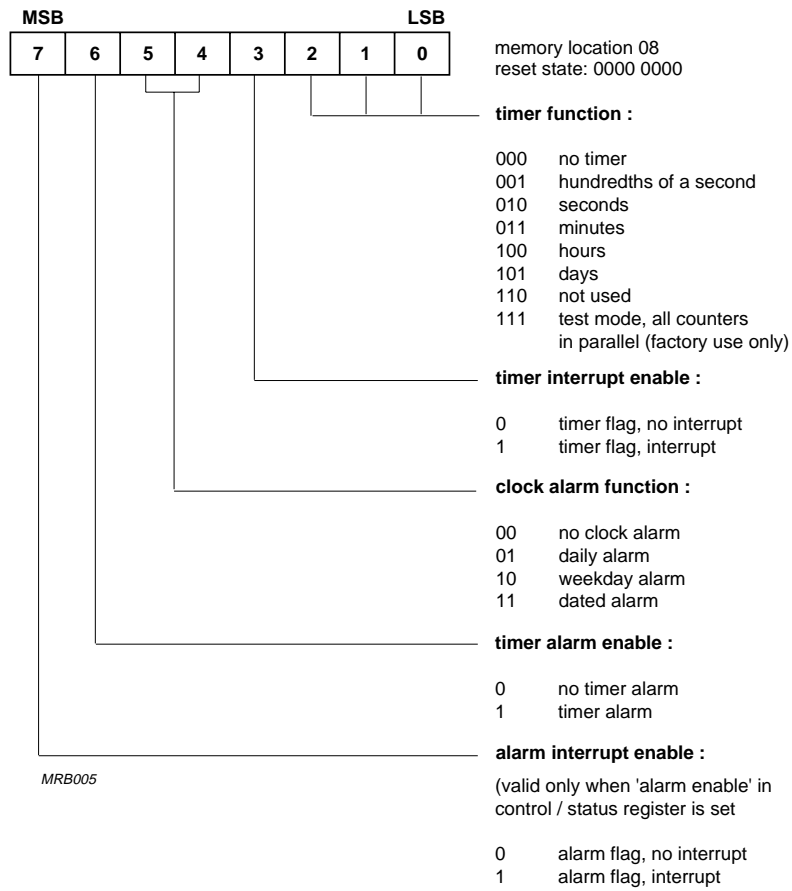 MSB LSB
7 6 5 4 3 2 1 0
memory location 08
reset state: 0000 0000
timer function :
000 no timer
001 hundredths of a second
010 seconds
011 minutes
100 hours
101 days
110 not used
111 test mode, all counters
in parallel (factory use only)
timer interrupt enable :
0 timer flag, no interrupt
1 timer flag, interrupt
clock alarm function :
00 no clock alarm
01 daily alarm
10 weekday alarm
11 dated alarm
timer alarm enable :
0 no timer alarm
1 timer alarm
alarm interrupt enable :
MRB005
(valid only when 'alarm enable' in
control / status register is set
0 alarm flag, no interrupt
1 alarm flag, interrupt